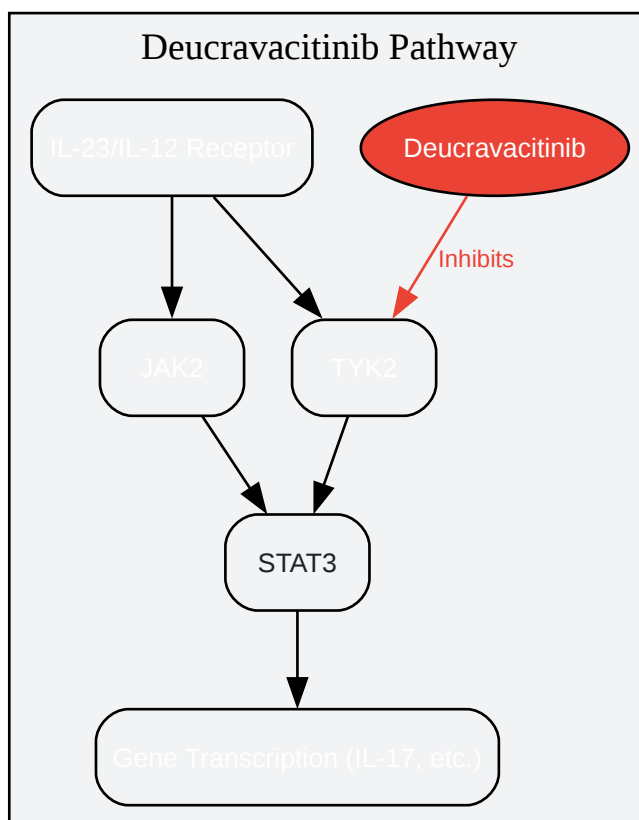 Deucravacitinib Pathway
IL-23/IL-12 Receptor
Deucravacitinib
Inhibits
JAK2
TYK2
STAT3
Gene Transcription (IL-17, etc.)